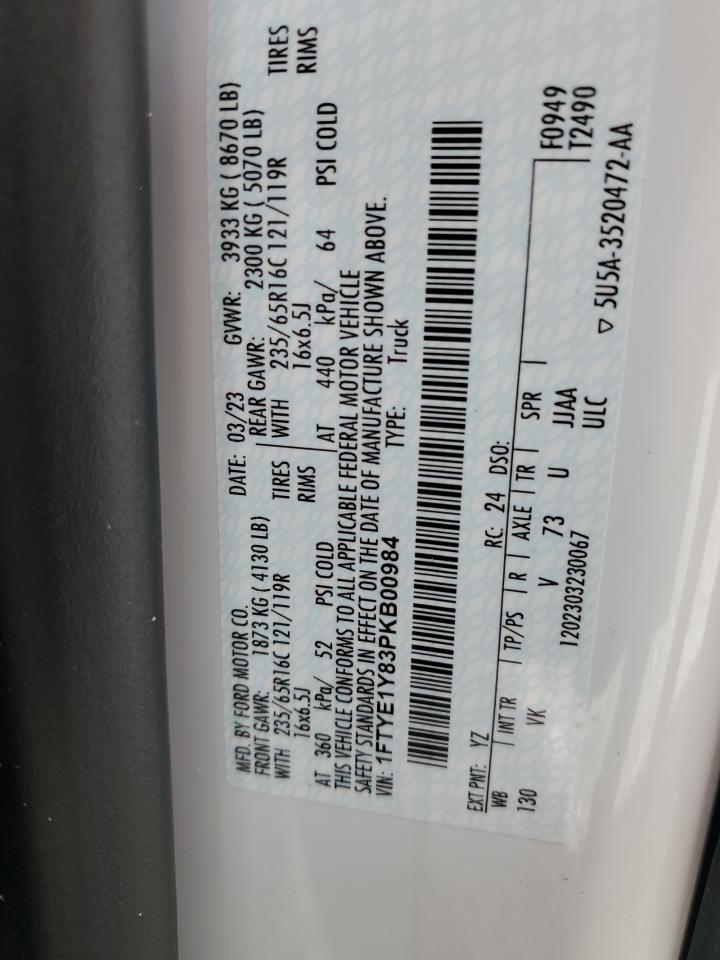 MFD. BY FORD MOTOR CO.
DATE: 03/23 GVWR: 3933 KG ( 8670 LB)
FRONT GAWR: 1873 KG ( 4130 LB) REAR GAWR: 2300 KG ( 5070 LB)
WITH 235/65R16C 121/119R TIRES WITH 235/65R16C 121/119R TIRES
16x6.5J RIMS 16x6.5J RIMS
AT 360 kPa/ 52 PSI COLD AT 440 kPa/ 64 PSI COLD
THIS VEHICLE CONFORMS TO ALL APPLICABLE FEDERAL MOTOR VEHICLE
SAFETY STANDARDS IN EFFECT ON THE DATE OF MANUFACTURE SHOWN ABOVE.
VIN: 1FTYE1Y83PKB00984 TYPE: Truck
EXT PNT: YZ RC: 24 DSO: F0949
WB INT TR TP/PS R AXLE TR SPR T2490
130 VK V 73 U JJAA
1202303230067 ULC
▽ 5U5A-3520472-AA